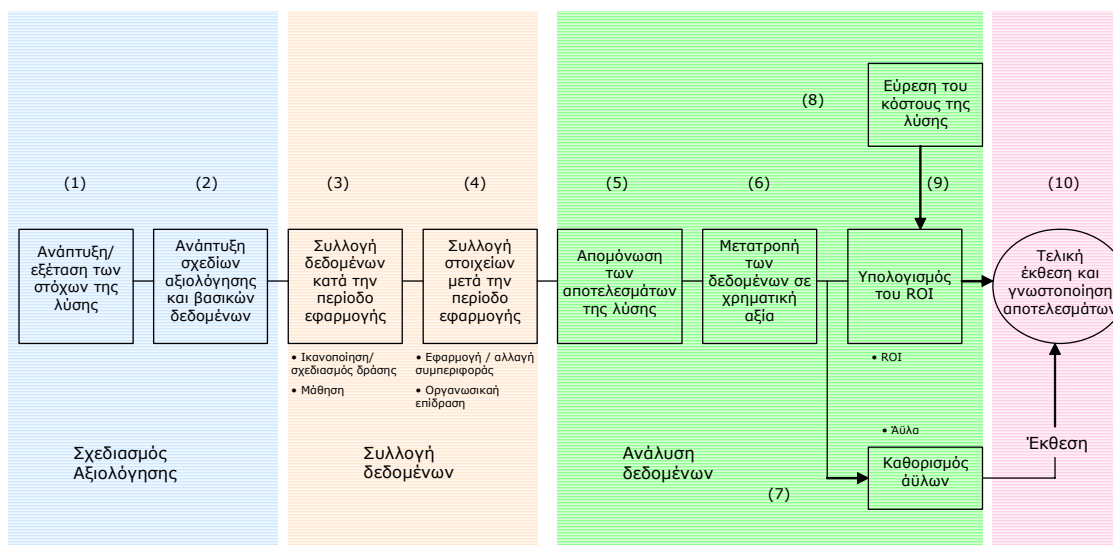 (8)
Εύρεση του
κόστους της
λύσης
(1)
(2)
(3)
(4)
(5)
(6)
(9)
(10)
Ανάπτυξη/
εξέταση των
στόχων της
λύσης
Ανάπτυξη
σχεδίων
αξιολόγησης
και βασικών
δεδομένων
Συλλογή
δεδομένων
κατά την
περίοδο
εφαρμογής
Συλλογή
στοιχείων
μετά την
περίοδο
εφαρμογής
Απομόνωση
των
αποτελεσμάτων
της λύσης
Μετατροπή
των
δεδομένων σε
χρηματική
αξία
Υπολογισμός
του ROI
Τελική
έκθεση και
γνωστοποίηση
αποτελεσμάτων
• Ικανοποίηση/
σχεδιασμός δράσης
• Μάθηση
• Εφαρμογή / αλλαγή
συμπεριφοράς
• Οργανωσικαή
επίδραση
• ROI
• Άϋλα
Σχεδιασμός
Αξιολόγησης
Συλλογή
δεδομένων
Ανάλυση
δεδομένων
(7)
Καθορισμός
άϋλων
Έκθεση